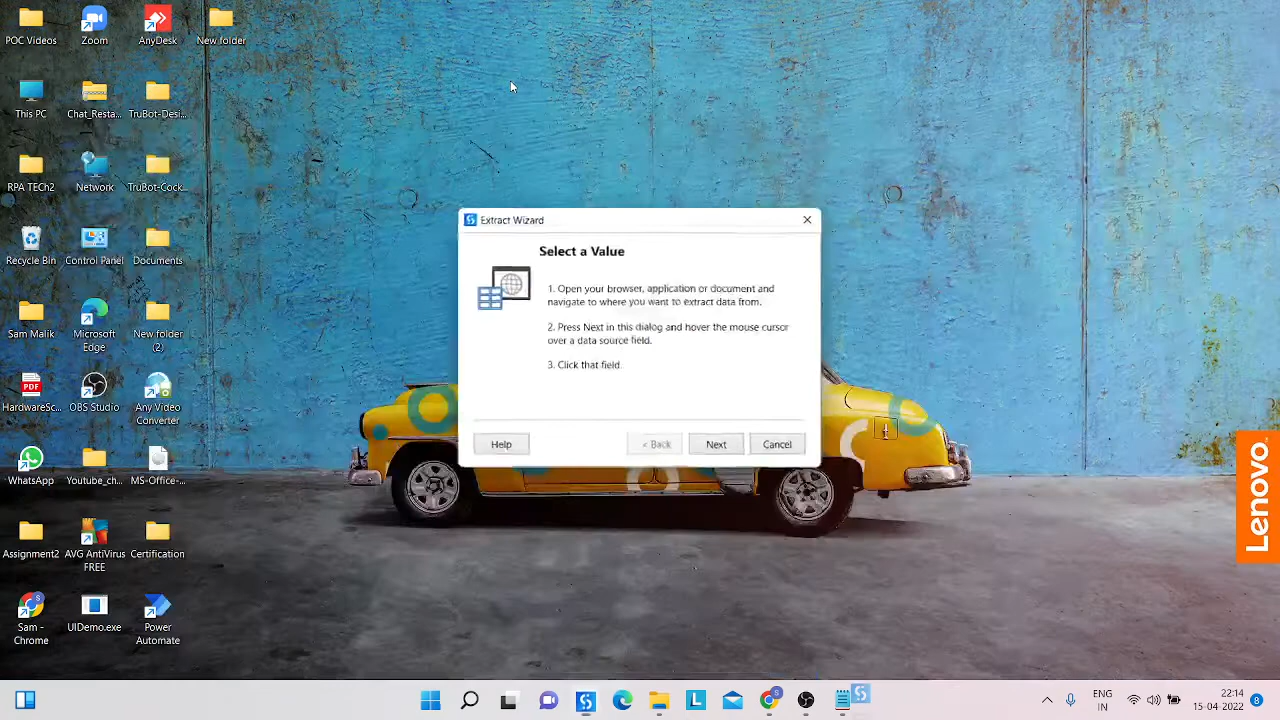 POC Videos
Zoom
AnyDesk
New folder
This PC
Chat_Resta...
TruBot-Desi...
RPA TECH2
Network
TruBot-Cock...
Recycle Bin
Control Panel
Documents
Sam Malik
Microsoft
Edge
New folder
(2)
PDF
HardwareSc...
OBS Studio
Any Video
Converter
WhatsApp
Youtube_ch...
MS-Office-...
Assignment2
AVG AntiVirus
FREE
Certification
Sam -
Chrome
UIDemo.exe
Power
Automate
Extract Wizard
Select a Value
1. Open your browser, application or document and
navigate to where you want to extract data from.
2. Press Next in this dialog and hover the mouse cursor
over a data source field.
3. Click that field.
Help
< Back
Next
Cancel
Lenovo
L
ENG
IN
22:14
15-04-2022
8